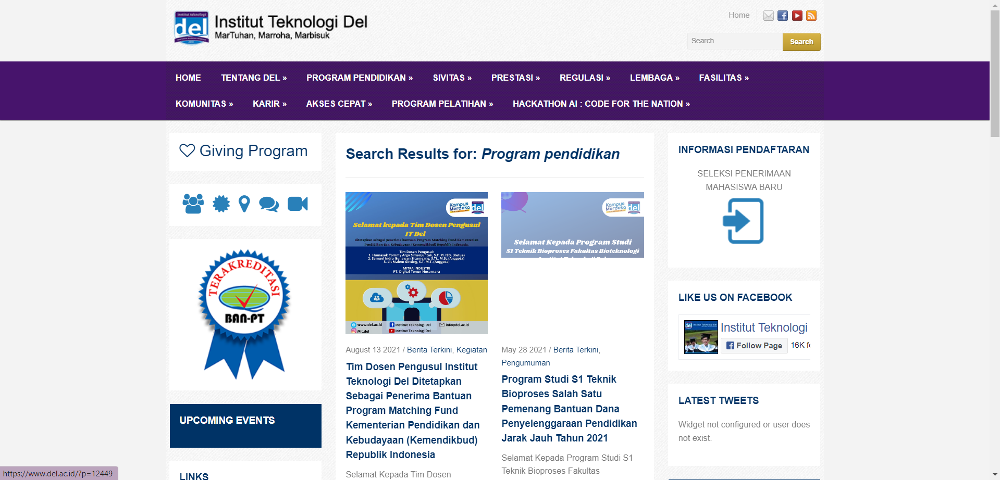 institut teknologi
del
Institut Teknologi Del
MarTuhan, Marroha, Marbisuk
Home
Search
Search
HOME
TENTANG DEL »
PROGRAM PENDIDIKAN »
SIVITAS »
PRESTASI »
REGULASI »
LEMBAGA »
FASILITAS »
KOMUNITAS »
KARIR »
AKSES CEPAT »
PROGRAM PELATIHAN »
HACKATHON AI : CODE FOR THE NATION »
Giving Program
TERAKREDITASI
BAN-PT
UPCOMING EVENTS
LINKS
https://www.del.ac.id/?p=12449
Search Results for: Program pendidikan
Kampus
Merdeka
del
Selamat kepada Tim Dosen Pengusul
IT Del
ditetapkan sebagai penerima bantuan Program Matching Fund Kementerian
Pendidikan dan Kebudayaan (Kemendikbud) Republik Indonesia.
Tim Dosen Pengusul:
1. Humasak Tommy Argo Simanjuntak, S.T, M. ISD. (Ketua)
2. Samuel Indra Gunawan Situmeang, S.Ti., M.Sc.(Anggota)
3. Lit Malem Ginting, S.T, M.T. (Anggota)
MITRA INDUSTRI
PT. Digital Tenun Nusantara
www.del.ac.id
Institut Teknologi Del
info@del.ac.id
@it.del
Institut Teknologi Del
August 13 2021 / Berita Terkini, Kegiatan
Tim Dosen Pengusul Institut
Teknologi Del Ditetapkan
Sebagai Penerima Bantuan
Program Matching Fund
Kementerian Pendidikan dan
Kebudayaan (Kemendikbud)
Republik Indonesia
Selamat Kepada Tim Dosen
Kampus
Merdeka
del
Selamat Kepada Program Studi
S1 Teknik Bioproses Fakultas Bioteknologi
May 28 2021 / Berita Terkini,
Pengumuman
Program Studi S1 Teknik
Bioproses Salah Satu
Pemenang Bantuan Dana
Penyelenggaraan Pendidikan
Jarak Jauh Tahun 2021
Selamat Kepada Program Studi S1
Teknik Bioproses Fakultas
INFORMASI PENDAFTARAN
SELEKSI PENERIMAAN
MAHASISWA BARU
LIKE US ON FACEBOOK
del
Institut Teknologi Del
Institut Teknologi
Follow Page
16K
LATEST TWEETS
Widget not configured or user does
not exist.